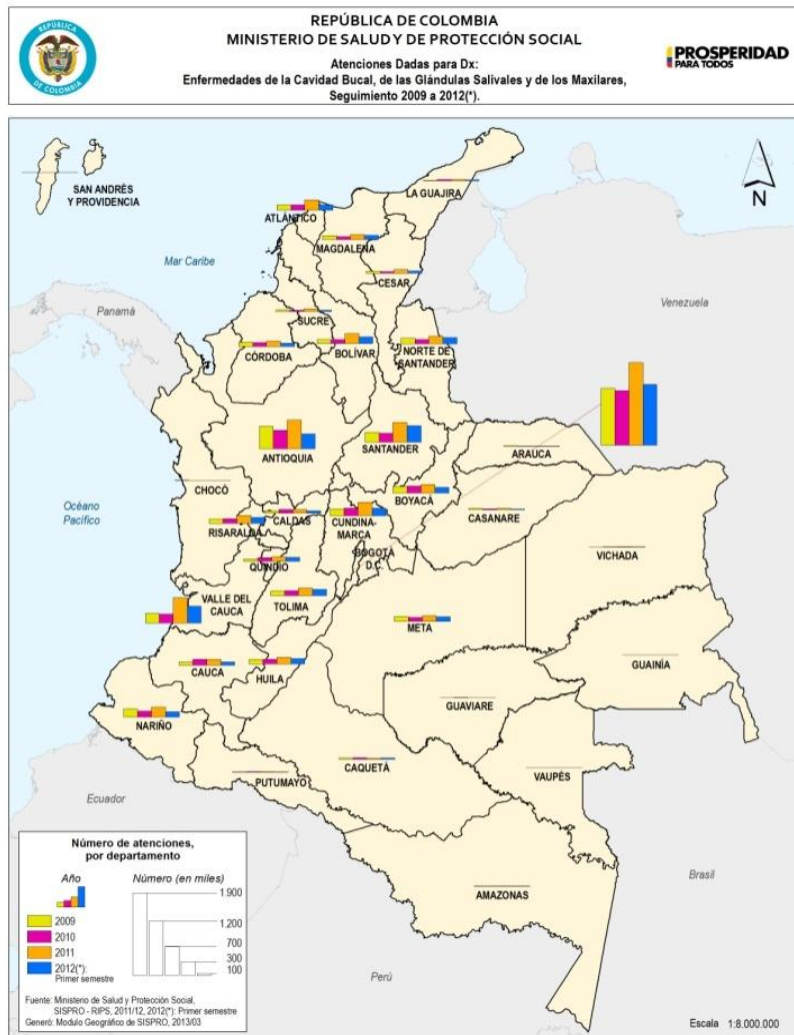 REPÚBLICA DE COLOMBIA
MINISTERIO DE SALUD Y DE PROTECCIÓN SOCIAL
Atenciones Dadas para Dx:
Enfermedades de la Cavidad Bucal, de las Glándulas Salívales y de los Maxilares,
Seguimiento 2009 a 2012(*).
REPÚBLICA
DE COLOMBIA
PROSPERIDAD
PARA TODOS
SAN ANDRÉS
Y PROVIDENCIA
LA GUAJIRA
N
ATLÁNTICO
MAGDALENA
Mar Caribe
CESAR
Venezuela
Panamá
SUCRE
CÓRDOBA
BOLÍVAR
NORTE DE
SANTANDER
ANTIOQUIA
SANTANDER
ARAUCA
CHOCÓ
BOYACÁ
Océano
Pacífico
CALDAS
RISARALDA
CUNDINA-
MARCA
CASANARE
BOGOTÁ
D.C.
QUINDIO
VICHADA
VALLE DEL
CAUCA
TOLIMA
META
GUAINÍA
CAUCA
HUILA
GUAVIARE
NARIÑO
CAQUETÁ
VAUPÉS
PUTUMAYO
Ecuador
Brasil
AMAZONAS
Perú
Número de atenciones,
por departamento
Año
Número (en miles)
1.900
1.200
700
300
100
2009
2010
2011
2012(*):
Primer semestre
Fuente: Ministerio de Salud y Protección Social,
SISPRO - RIPS, 2011/12, 2012(*): Primer semestre
Generó: Modulo Geográfico de SISPRO, 2013/03
Escala 1:8.000.000